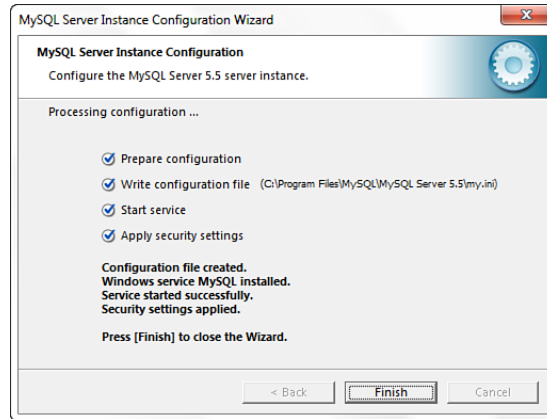 MySQL Server Instance Configuration Wizard
MySQL Server Instance Configuration
Configure the MySQL Server 5.5 server instance.
Processing configuration ...
Prepare configuration
Write configuration file (C:\Program Files\MySQL\MySQL Server 5.5\my.ini)
Start service
Apply security settings
Configuration file created.
Windows service MySQL installed.
Service started successfully.
Security settings applied.
Press [Finish] to close the Wizard.
< Back Finish Cancel